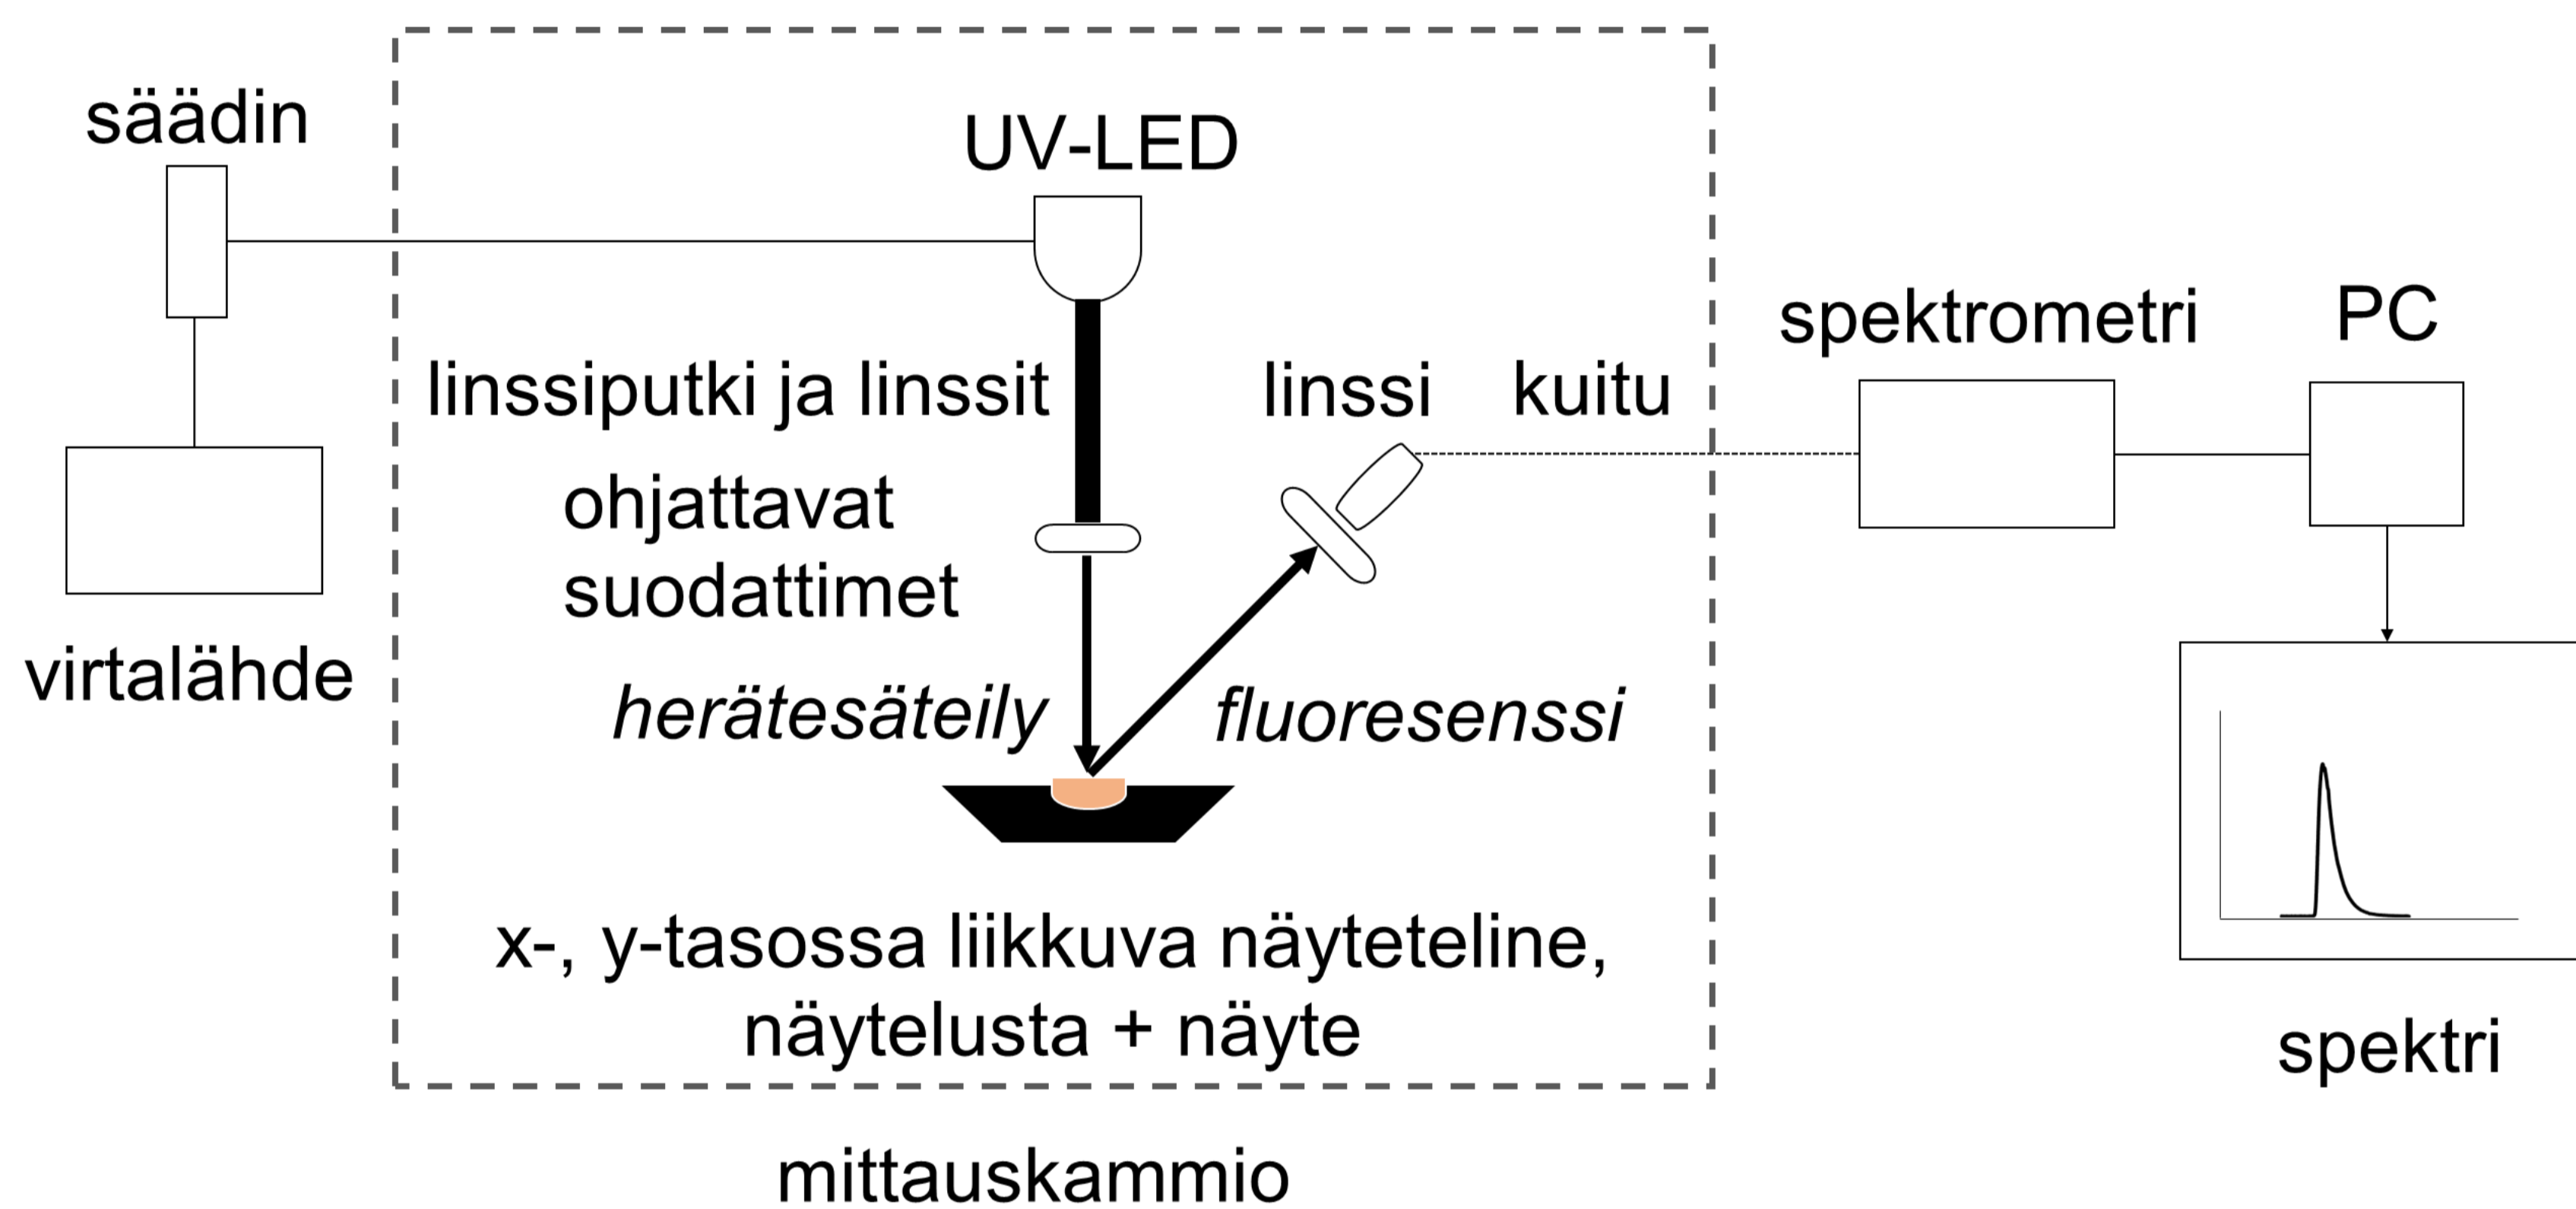 säädin
UV-LED
spektrometri
PC
linssiputki ja linssit
linssi
kuitu
ohjattavat
suodattimet
virtalähde
herätesäteily
fluoresenssi
x-, y-tasossa liikkuva näyteteline,
näytelusta + näyte
spektri
mittauskammio